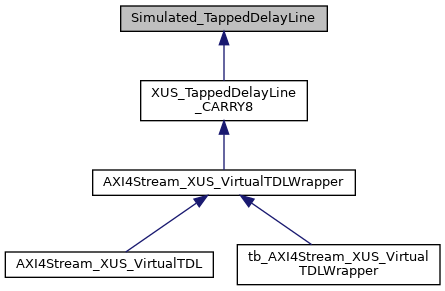 Simulated_TappedDelayLine
XUS_TappedDelayLine
_CARRY8
AXI4Stream_XUS_VirtualTDLWrapper
AXI4Stream_XUS_VirtualTDL
tb_AXI4Stream_XUS_Virtual
TDLWrapper